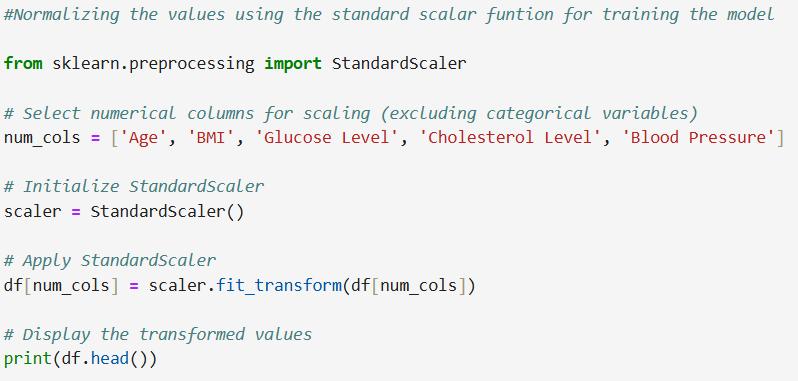 #Normalizing the values using the standard scalar funtion for training the model
from sklearn.preprocessing import StandardScaler
# Select numerical columns for scaling (excluding categorical variables)
num_cols = ['Age', 'BMI', 'Glucose Level', 'Cholesterol Level', 'Blood Pressure']
# Initialize StandardScaler
scaler = StandardScaler()
# Apply StandardScaler
df[num_cols] = scaler.fit_transform(df[num_cols])
# Display the transformed values
print(df.head())